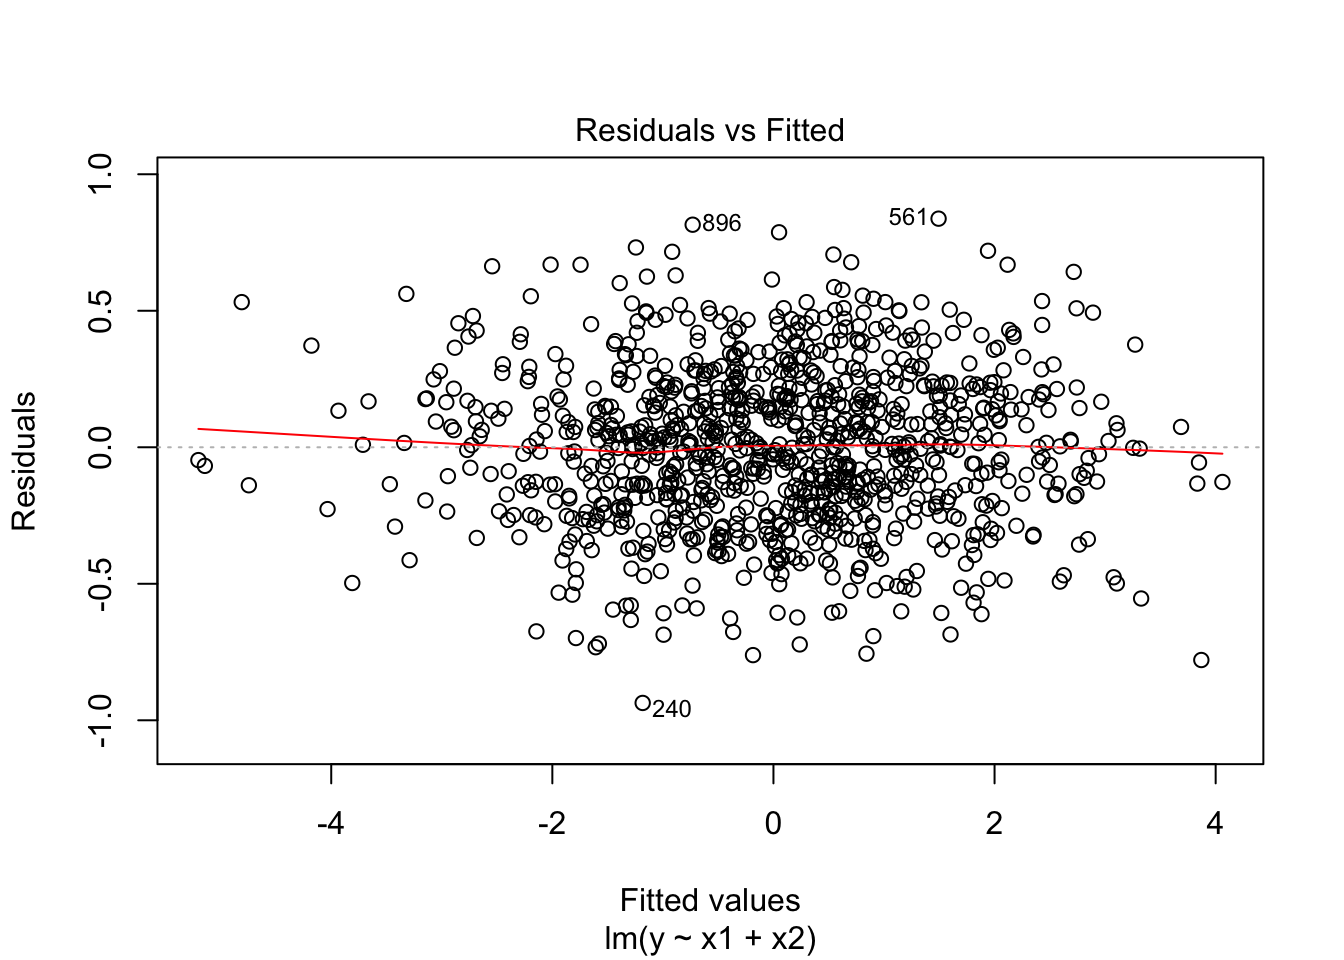 Residuals vs Fitted
1.0
0.5
0.0
-0.5
-1.0
Residuals
896
561
240
-4 -2 0 2 4
Fitted values
lm(y ~ x1 + x2)